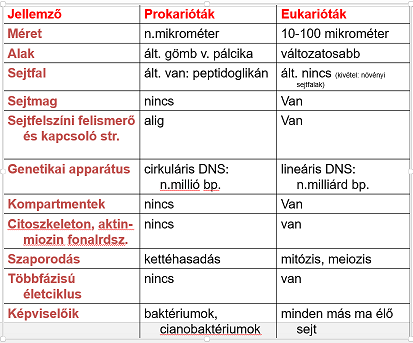 Jellemző Prokarióták Eukarióták
Méret n.mikrométer 10-100 mikrométer
Alak ált. gömb v. pálcika változatosabb
Sejtfal ált. van: peptidoglikán ált. nincs (kivétel: növényi
sejtfalak)
Sejtmag nincs Van
Sejtfelszíni felismerő alig Van
és kapcsoló str.
Genetikai apparátus cirkuláris DNS: lineáris DNS:
n.millió bp. n.milliárd bp.
Kompartmentek nincs Van
Citoszkeleton, aktin- nincs van
miozin fonalrdsz.
Szaporodás kettéhasadás mitózis, meiozis
Többfázisú nincs van
életciklus
Képviselőik baktériumok, minden más ma élő
cianobaktériumok sejt